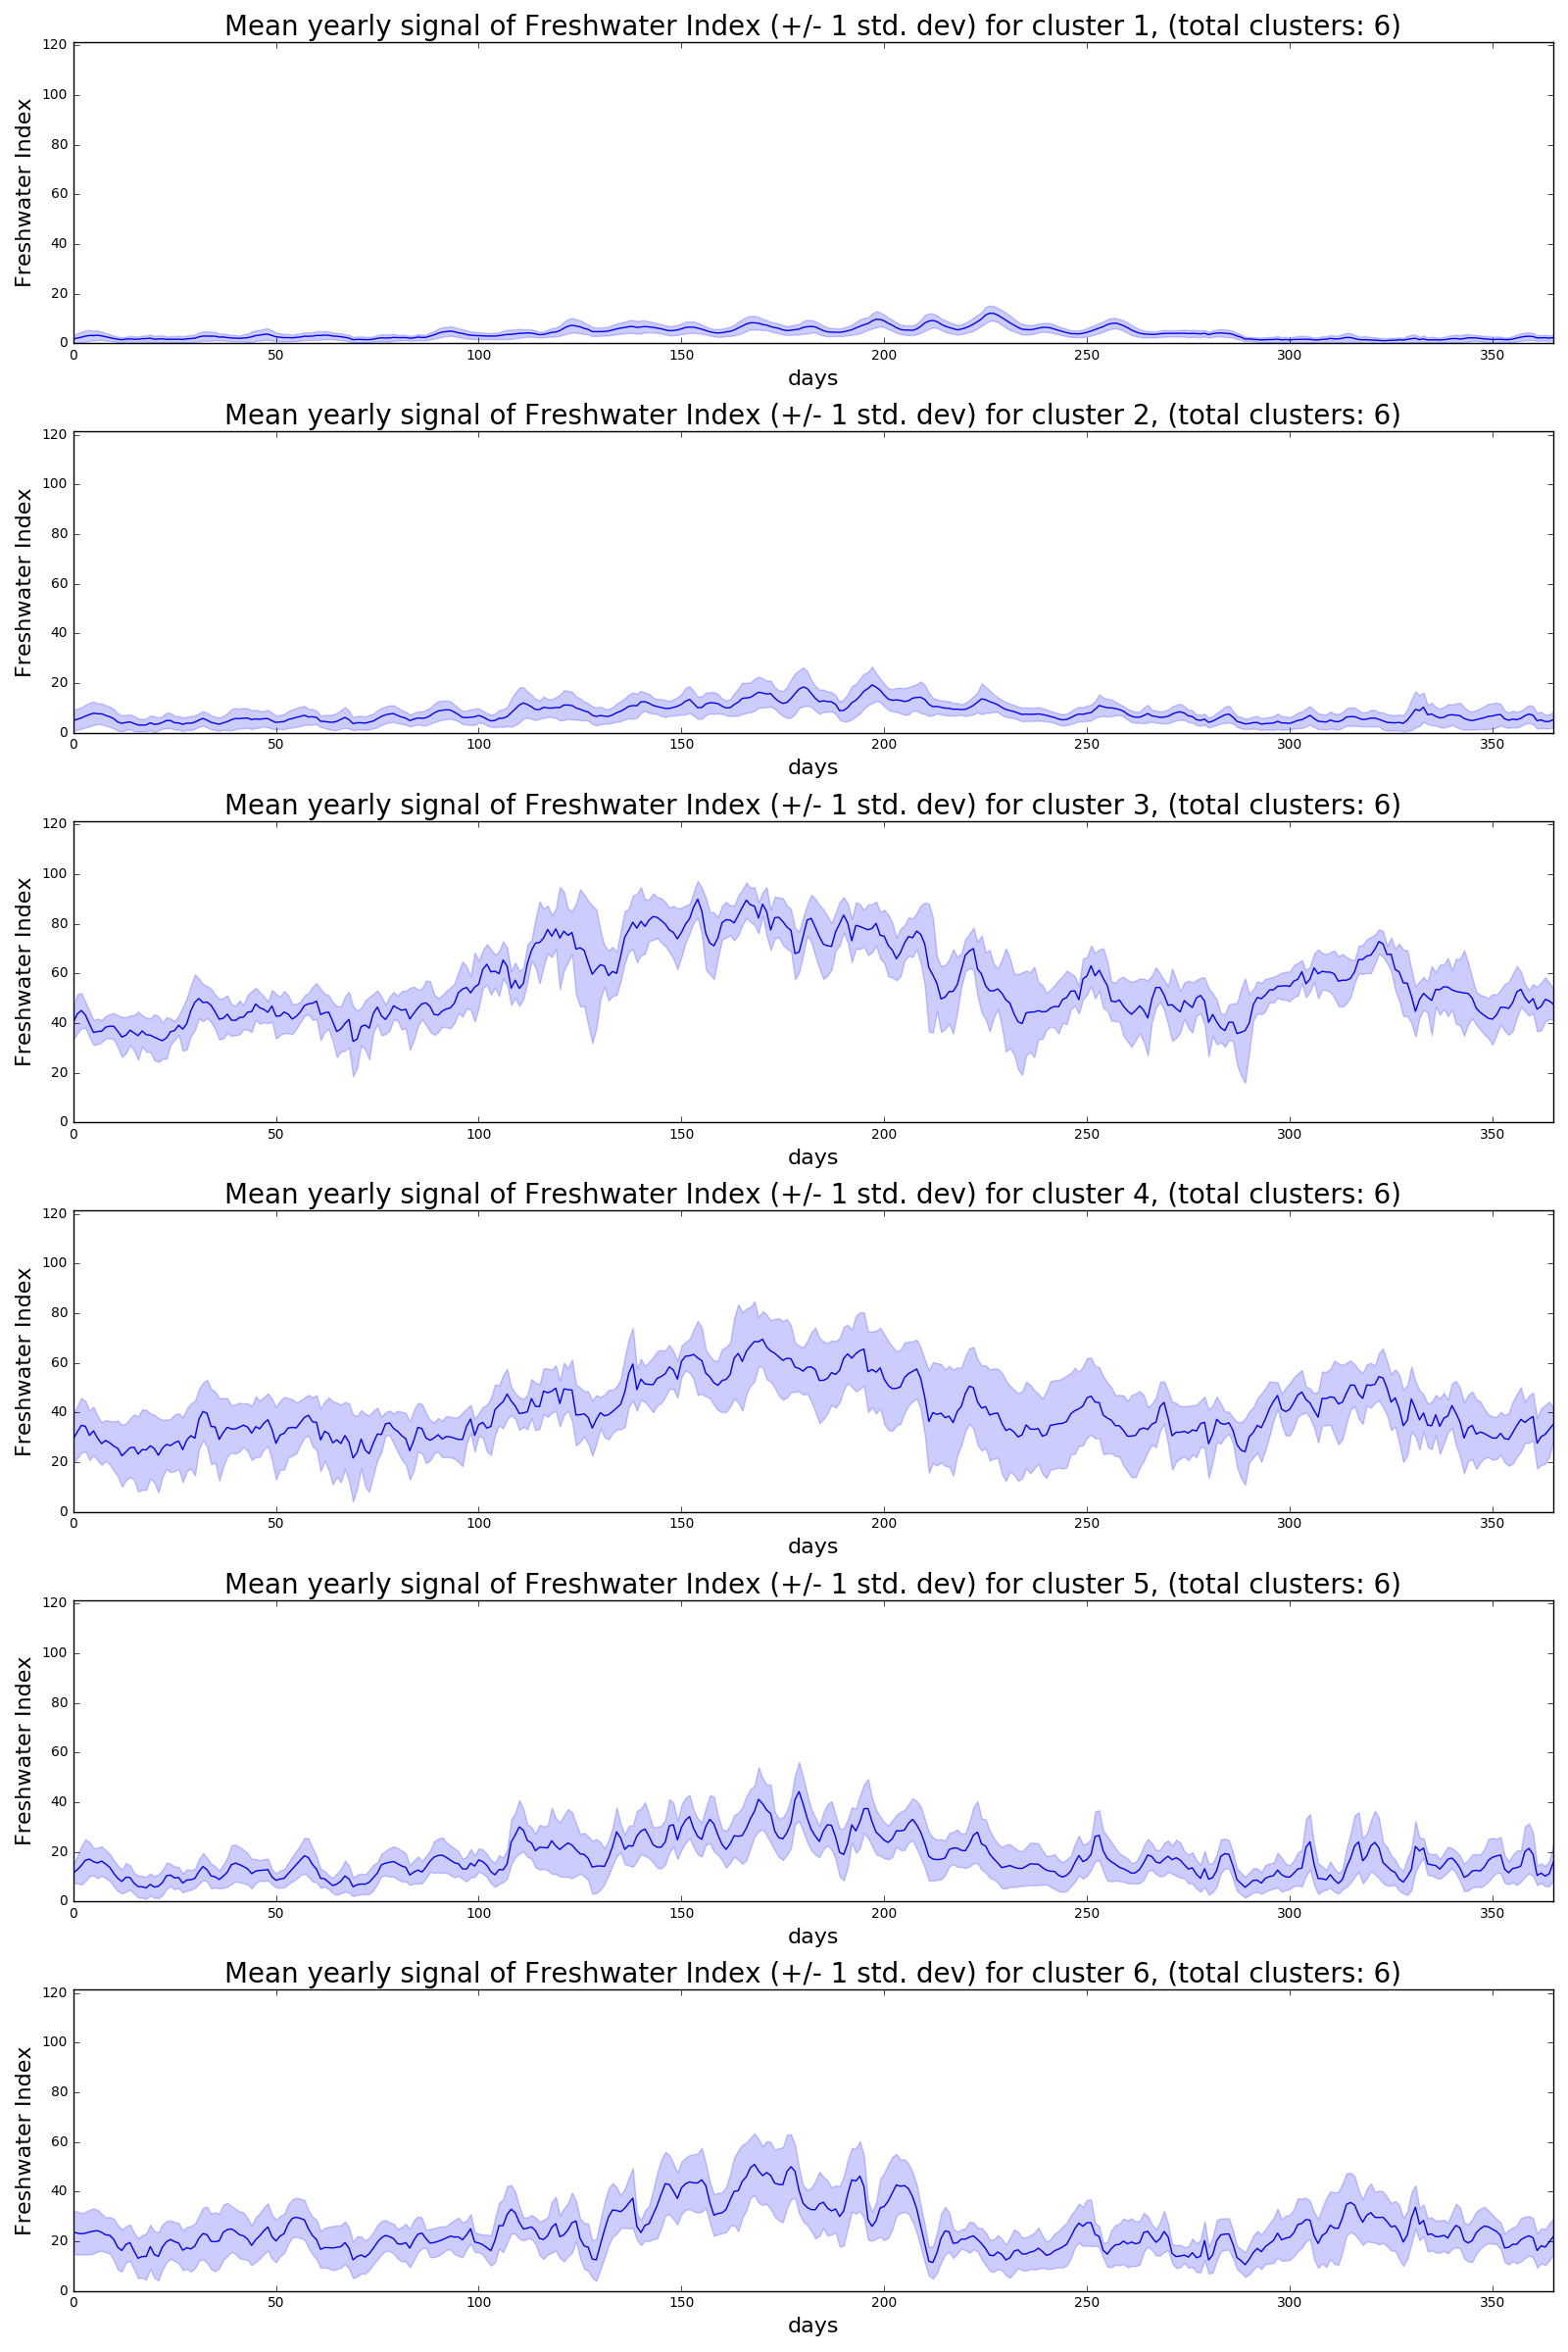 Mean yearly signal of Freshwater Index (+/- 1 std. dev) for cluster 1, (total clusters: 6)
120
100
80
60
40
20
0
Freshwater Index
0 50 100 150 200 250 300 350
days
Mean yearly signal of Freshwater Index (+/- 1 std. dev) for cluster 2, (total clusters: 6)
120
100
80
60
40
20
0
Freshwater Index
0 50 100 150 200 250 300 350
days
Mean yearly signal of Freshwater Index (+/- 1 std. dev) for cluster 3, (total clusters: 6)
120
100
80
60
40
20
0
Freshwater Index
0 50 100 150 200 250 300 350
days
Mean yearly signal of Freshwater Index (+/- 1 std. dev) for cluster 4, (total clusters: 6)
120
100
80
60
40
20
0
Freshwater Index
0 50 100 150 200 250 300 350
days
Mean yearly signal of Freshwater Index (+/- 1 std. dev) for cluster 5, (total clusters: 6)
120
100
80
60
40
20
0
Freshwater Index
0 50 100 150 200 250 300 350
days
Mean yearly signal of Freshwater Index (+/- 1 std. dev) for cluster 6, (total clusters: 6)
120
100
80
60
40
20
0
Freshwater Index
0 50 100 150 200 250 300 350
days